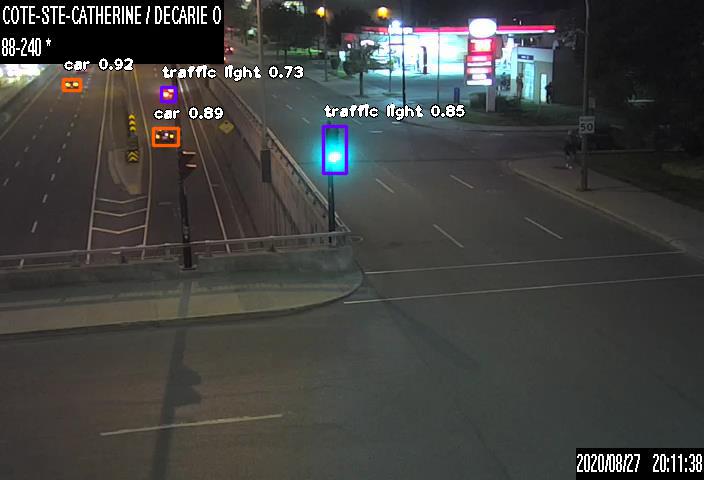 COTE-STE-CATHERINE / DECARIE O
88-240 *
car 0.92
traffic light 0.73
car 0.89
traffic light 0.85
50
2020/08/27 20:11:38